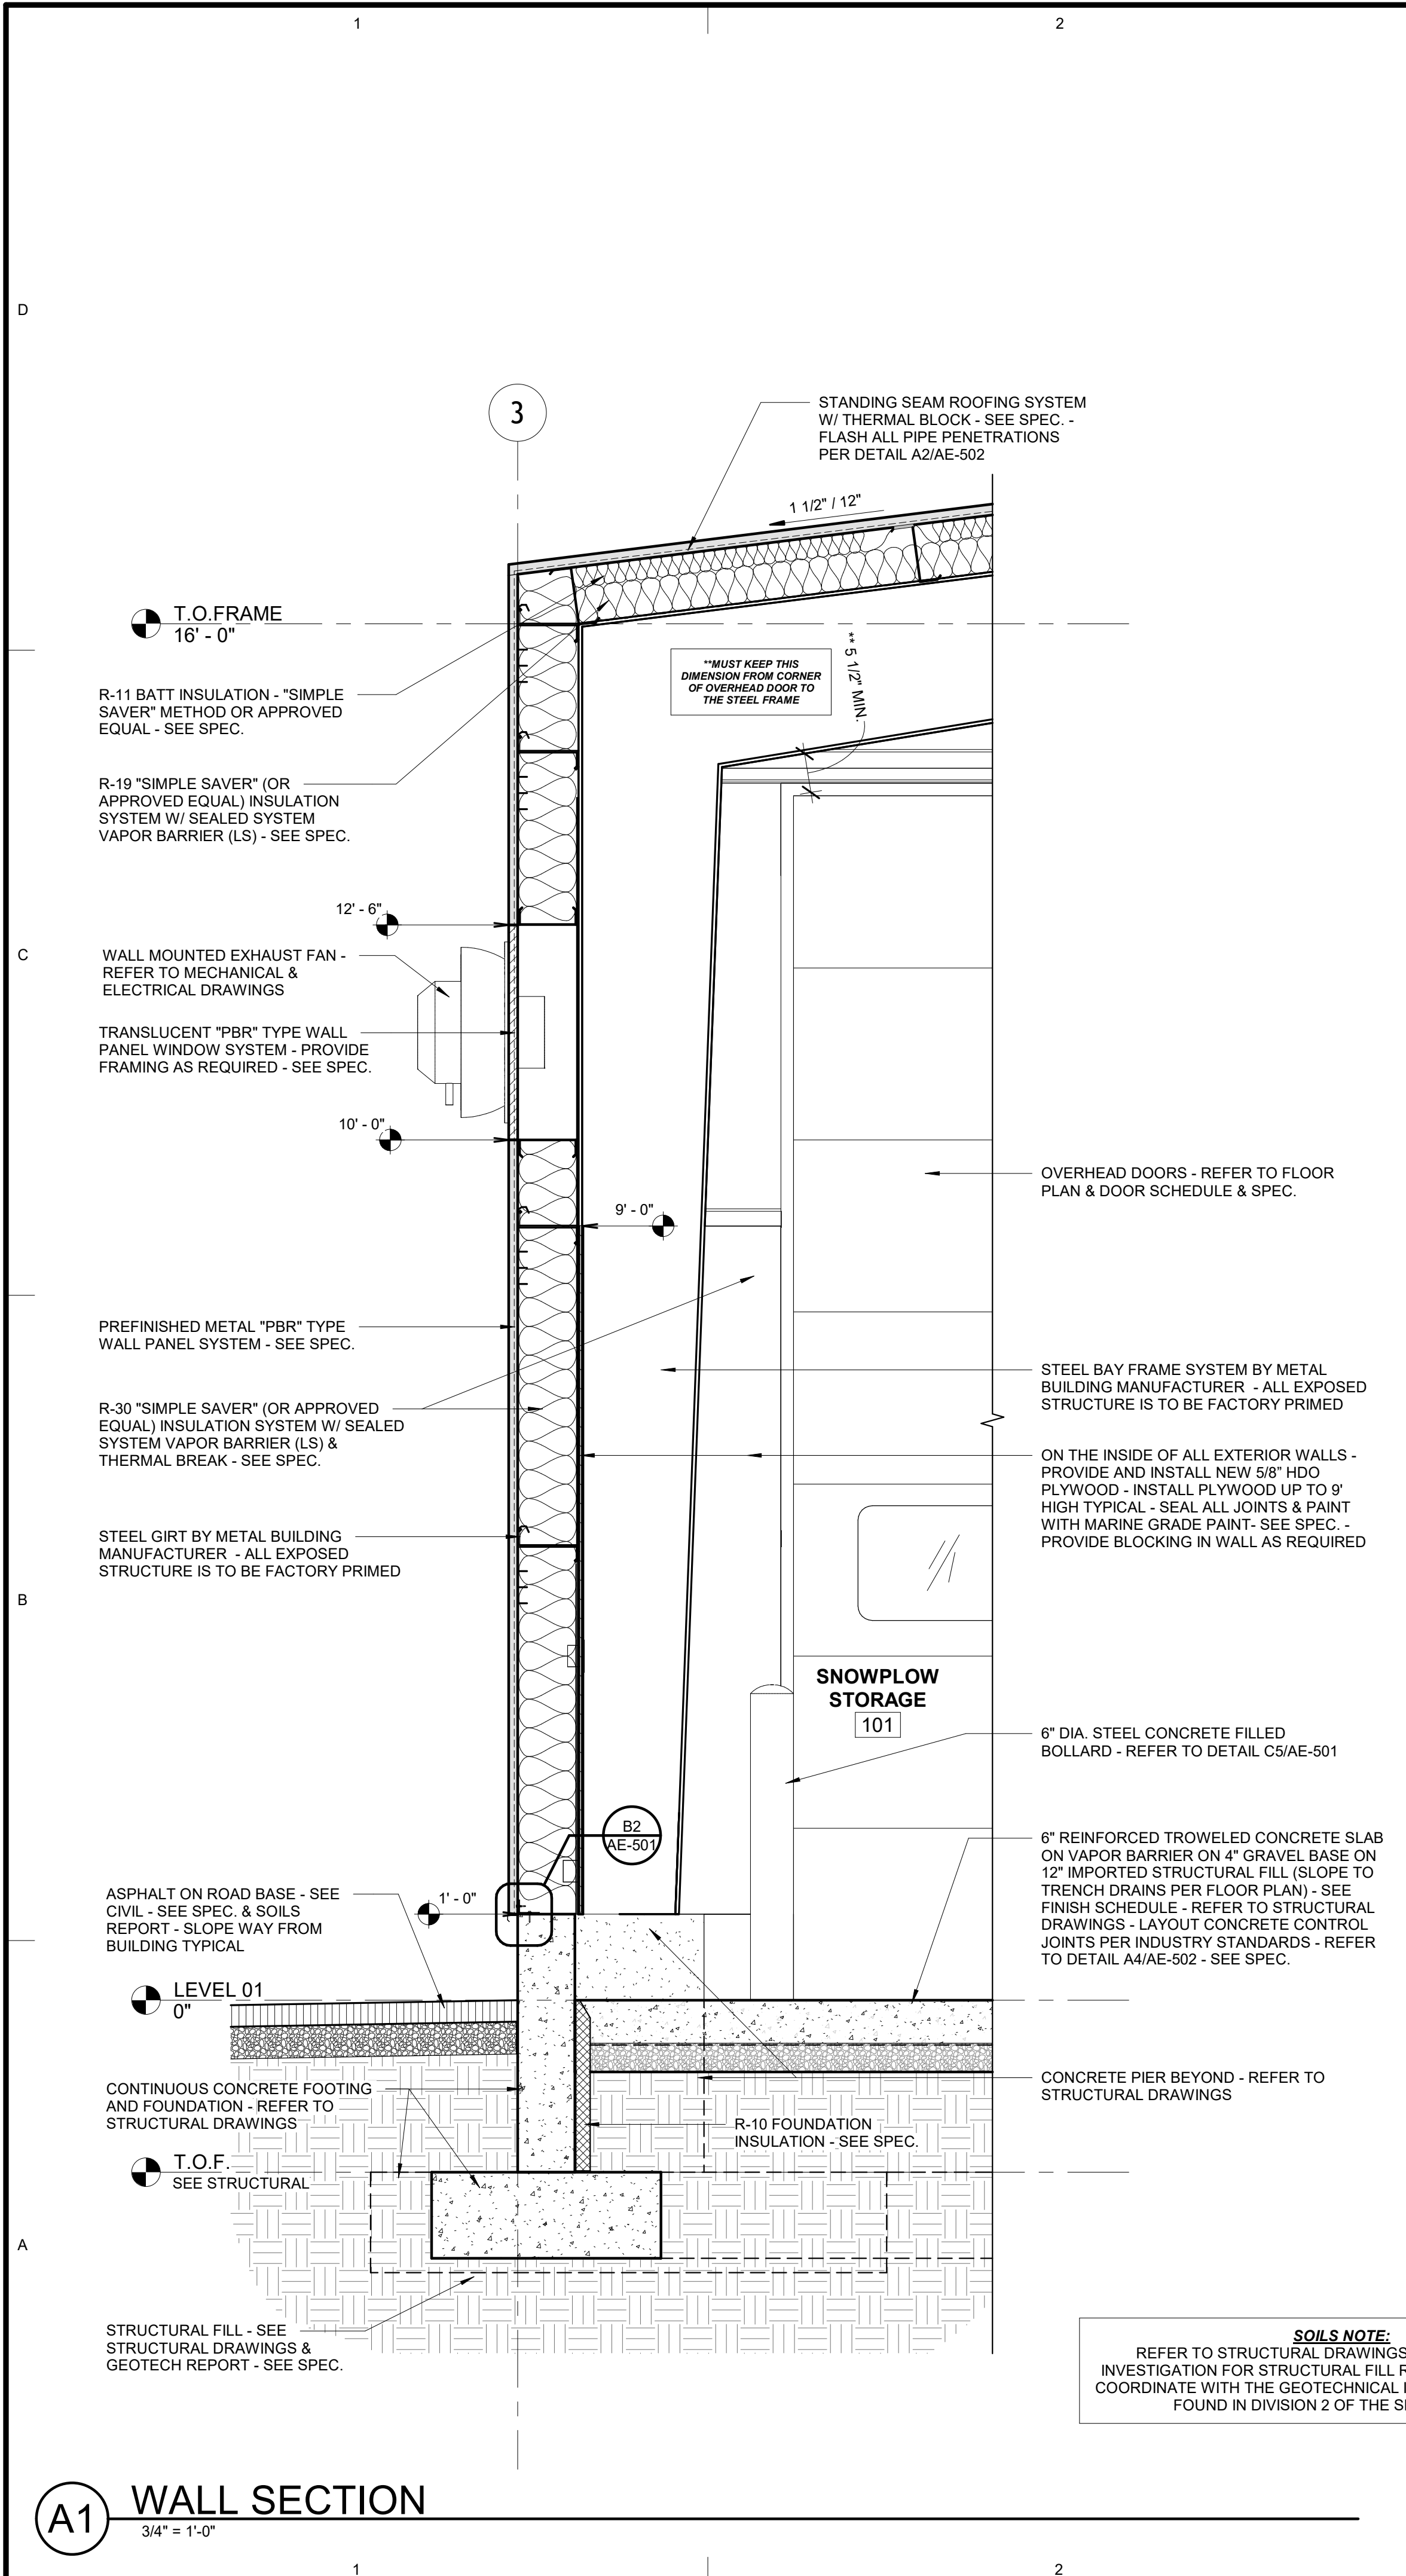 1
2
D
3
STANDING SEAM ROOFING SYSTEM
W/ THERMAL BLOCK - SEE SPEC. -
FLASH ALL PIPE PENETRATIONS
PER DETAIL A2/AE-502
1 1/2" / 12"
T.O.FRAME
16' - 0"
**MUST KEEP THIS
DIMENSION FROM CORNER
OF OVERHEAD DOOR TO
THE STEEL FRAME
** 5 1/2" MIN.
R-11 BATT INSULATION - "SIMPLE
SAVER" METHOD OR APPROVED
EQUAL - SEE SPEC.
R-19 "SIMPLE SAVER" (OR
APPROVED EQUAL) INSULATION
SYSTEM W/ SEALED SYSTEM
VAPOR BARRIER (LS) - SEE SPEC.
12' - 6"
C
WALL MOUNTED EXHAUST FAN -
REFER TO MECHANICAL &
ELECTRICAL DRAWINGS
TRANSLUCENT "PBR" TYPE WALL
PANEL WINDOW SYSTEM - PROVIDE
FRAMING AS REQUIRED - SEE SPEC.
10' - 0"
OVERHEAD DOORS - REFER TO FLOOR
PLAN & DOOR SCHEDULE & SPEC.
9' - 0"
PREFINISHED METAL "PBR" TYPE
WALL PANEL SYSTEM - SEE SPEC.
STEEL BAY FRAME SYSTEM BY METAL
BUILDING MANUFACTURER - ALL EXPOSED
STRUCTURE IS TO BE FACTORY PRIMED
R-30 "SIMPLE SAVER" (OR APPROVED
EQUAL) INSULATION SYSTEM W/ SEALED
SYSTEM VAPOR BARRIER (LS) &
THERMAL BREAK - SEE SPEC.
ON THE INSIDE OF ALL EXTERIOR WALLS -
PROVIDE AND INSTALL NEW 5/8" HDO
PLYWOOD - INSTALL PLYWOOD UP TO 9'
HIGH TYPICAL - SEAL ALL JOINTS & PAINT
WITH MARINE GRADE PAINT- SEE SPEC. -
PROVIDE BLOCKING IN WALL AS REQUIRED
STEEL GIRT BY METAL BUILDING
MANUFACTURER - ALL EXPOSED
STRUCTURE IS TO BE FACTORY PRIMED
B
SNOWPLOW
STORAGE
101
6" DIA. STEEL CONCRETE FILLED
BOLLARD - REFER TO DETAIL C5/AE-501
B2
AE-501
6" REINFORCED TROWELED CONCRETE SLAB
ON VAPOR BARRIER ON 4" GRAVEL BASE ON
12" IMPORTED STRUCTURAL FILL (SLOPE TO
TRENCH DRAINS PER FLOOR PLAN) - SEE
FINISH SCHEDULE - REFER TO STRUCTURAL
DRAWINGS - LAYOUT CONCRETE CONTROL
JOINTS PER INDUSTRY STANDARDS - REFER
TO DETAIL A4/AE-502 - SEE SPEC.
ASPHALT ON ROAD BASE - SEE
CIVIL - SEE SPEC. & SOILS
REPORT - SLOPE WAY FROM
BUILDING TYPICAL
1' - 0"
LEVEL 01
0"
CONTINUOUS CONCRETE FOOTING
AND FOUNDATION - REFER TO
STRUCTURAL DRAWINGS
CONCRETE PIER BEYOND - REFER TO
STRUCTURAL DRAWINGS
R-10 FOUNDATION
INSULATION - SEE SPEC.
T.O.F.
SEE STRUCTURAL
A
STRUCTURAL FILL - SEE
STRUCTURAL DRAWINGS &
GEOTECH REPORT - SEE SPEC.
SOILS NOTE:
REFER TO STRUCTURAL DRAWINGS
INVESTIGATION FOR STRUCTURAL FILL
COORDINATE WITH THE GEOTECHNICAL
FOUND IN DIVISION 2 OF THE
A1
WALL SECTION
3/4" = 1'-0"
1
2